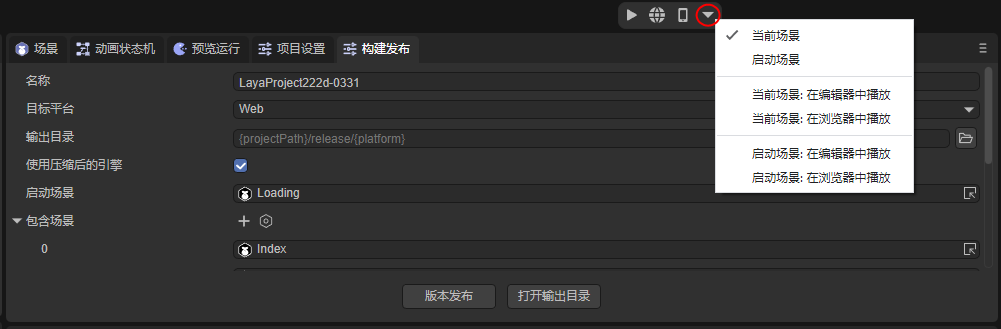 场景 动画状态机 预览运行 项目设置 构建发布
名称 LayaProject222d-0331
目标平台 Web
输出目录 {projectPath}/release/{platform}
使用压缩后的引擎
启动场景 Loading
包含场景
0 Index
版本发布 打开输出目录
当前场景
启动场景
当前场景: 在编辑器中播放
当前场景: 在浏览器中播放
启动场景: 在编辑器中播放
启动场景: 在浏览器中播放